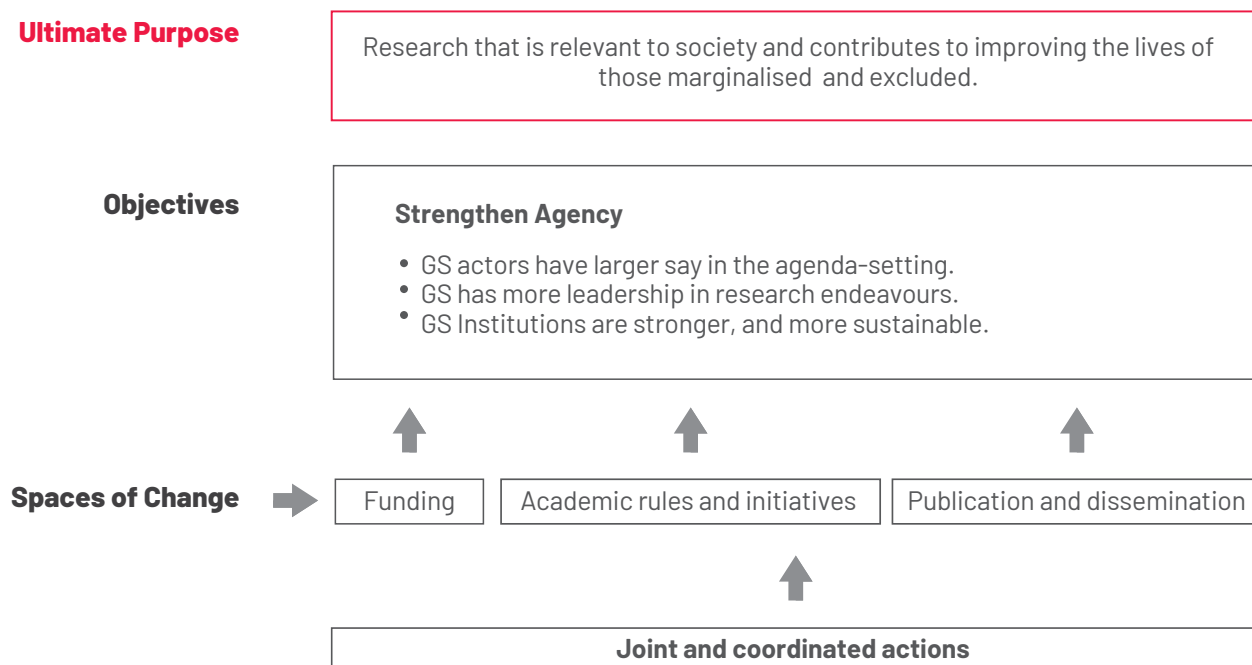 Ultimate Purpose
Research that is relevant to society and contributes to improving the lives of
those marginalised and excluded.
Objectives
Strengthen Agency
• GS actors have larger say in the agenda-setting.
• GS has more leadership in research endeavours.
• GS Institutions are stronger, and more sustainable.
Spaces of Change
Funding
Academic rules and initiatives
Publication and dissemination
Joint and coordinated actions